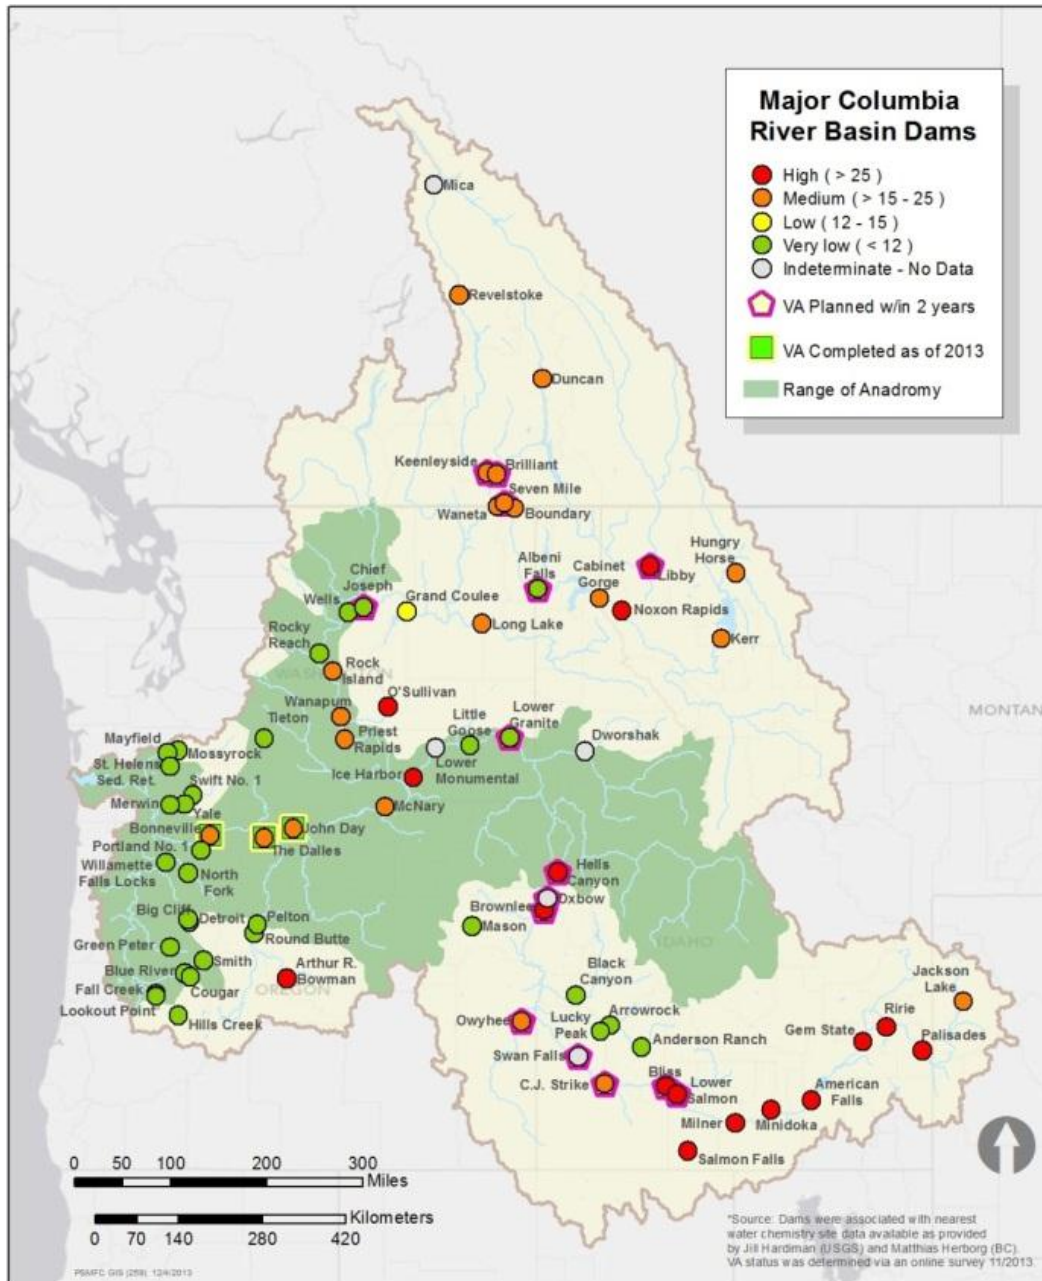 Major Columbia
River Basin Dams
High ( > 25 )
Medium ( > 15 - 25 )
Low ( 12 - 15 )
Very low ( < 12 )
Indeterminate - No Data
VA Planned w/in 2 years
VA Completed as of 2013
Range of Anadromy
Mica
Revelstoke
Duncan
Keenleyside
Brilliant
Seven Mile
Waneta
Boundary
Hungry
Horse
Albeni
Falls
Cabinet
Gorge
Libby
Chief
Joseph
Wells
Grand Coulee
Noxon Rapids
Long Lake
Kerr
Rocky
Reach
Rock
Island
WASHINGTON
O'Sullivan
MONTAN
Wanapum
Tieton
Little
Goose
Lower
Granite
Dworshak
Priest
Rapids
Mayfield
Mossyrock
St. Helens
Sed. Ret.
Lower
Monumental
Ice Harbor
Swift No. 1
Merwin
Yale
McNary
Bonneville
John Day
Portland No. 1
The Dalles
Willamette
Falls Locks
North
Fork
Hells
Canyon
Oxbow
Brownlee
Big Cliff
Detroit
Pelton
Mason
Round Butte
Green Peter
IDAHO
Smith
Blue River
Arthur R.
Bowman
Black
Canyon
Jackson
Lake
Fall Creek
Cougar
OREGON
Lookout Point
Hills Creek
Owyhee
Lucky
Peak
Arrowrock
Ririe
Gem State
Palisades
Anderson Ranch
Swan Falls
Bliss
C.J. Strike
Lower
Salmon
American
Falls
Milner
Minidoka
Salmon Falls
0 50 100 200 300
Miles
Kilometers
0 70 140 280 420
"Source: Dams were associated with nearest
water chemistry site data available as provided
by Jill Hardiman (USGS) and Matthias Herborg (BC).
VA status was determined via an online survey 11/2013.
PSMFC GIS (259) 12/4/2013